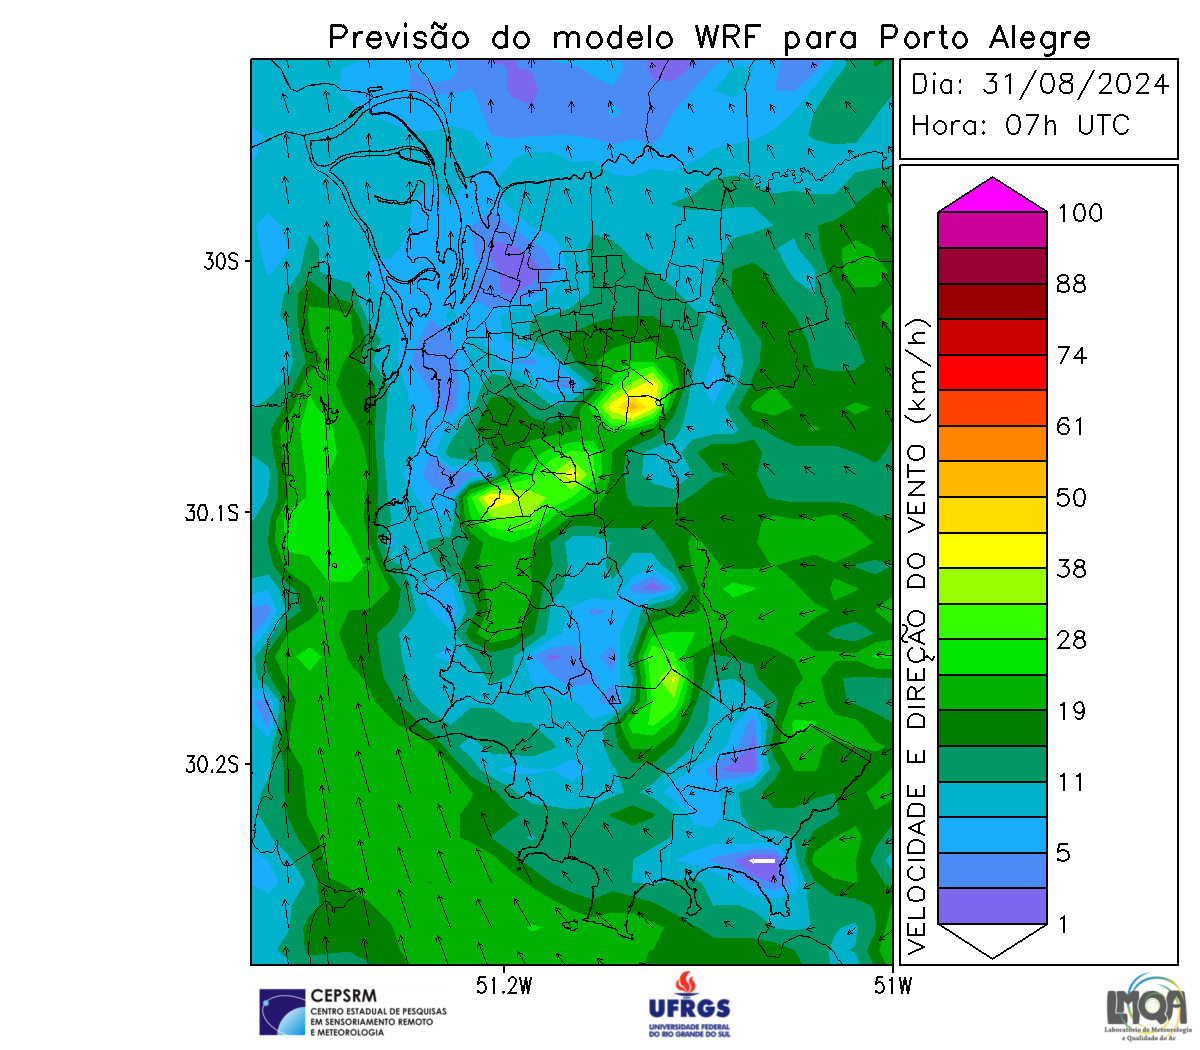 Previsão do modelo WRF para Porto Alegre
Dia: 31/08/2024
Hora: 07h UTC
30S
30.1S
30.2S
51.2W
51W
VELOCIDADE E DIREÇÃO DO VENTO (km/h)
100
88
74
61
50
38
28
19
11
5
1
CEPSRM
CENTRO ESTADUAL DE PESQUISAS
EM SENSORIAMENTO REMOTO
E METEOROLOGIA
UFRGS
UNIVERSIDADE FEDERAL
DO RIO GRANDE DO SUL
LMQA
Laboratório de Meteorologia
e Qualidade do Ar